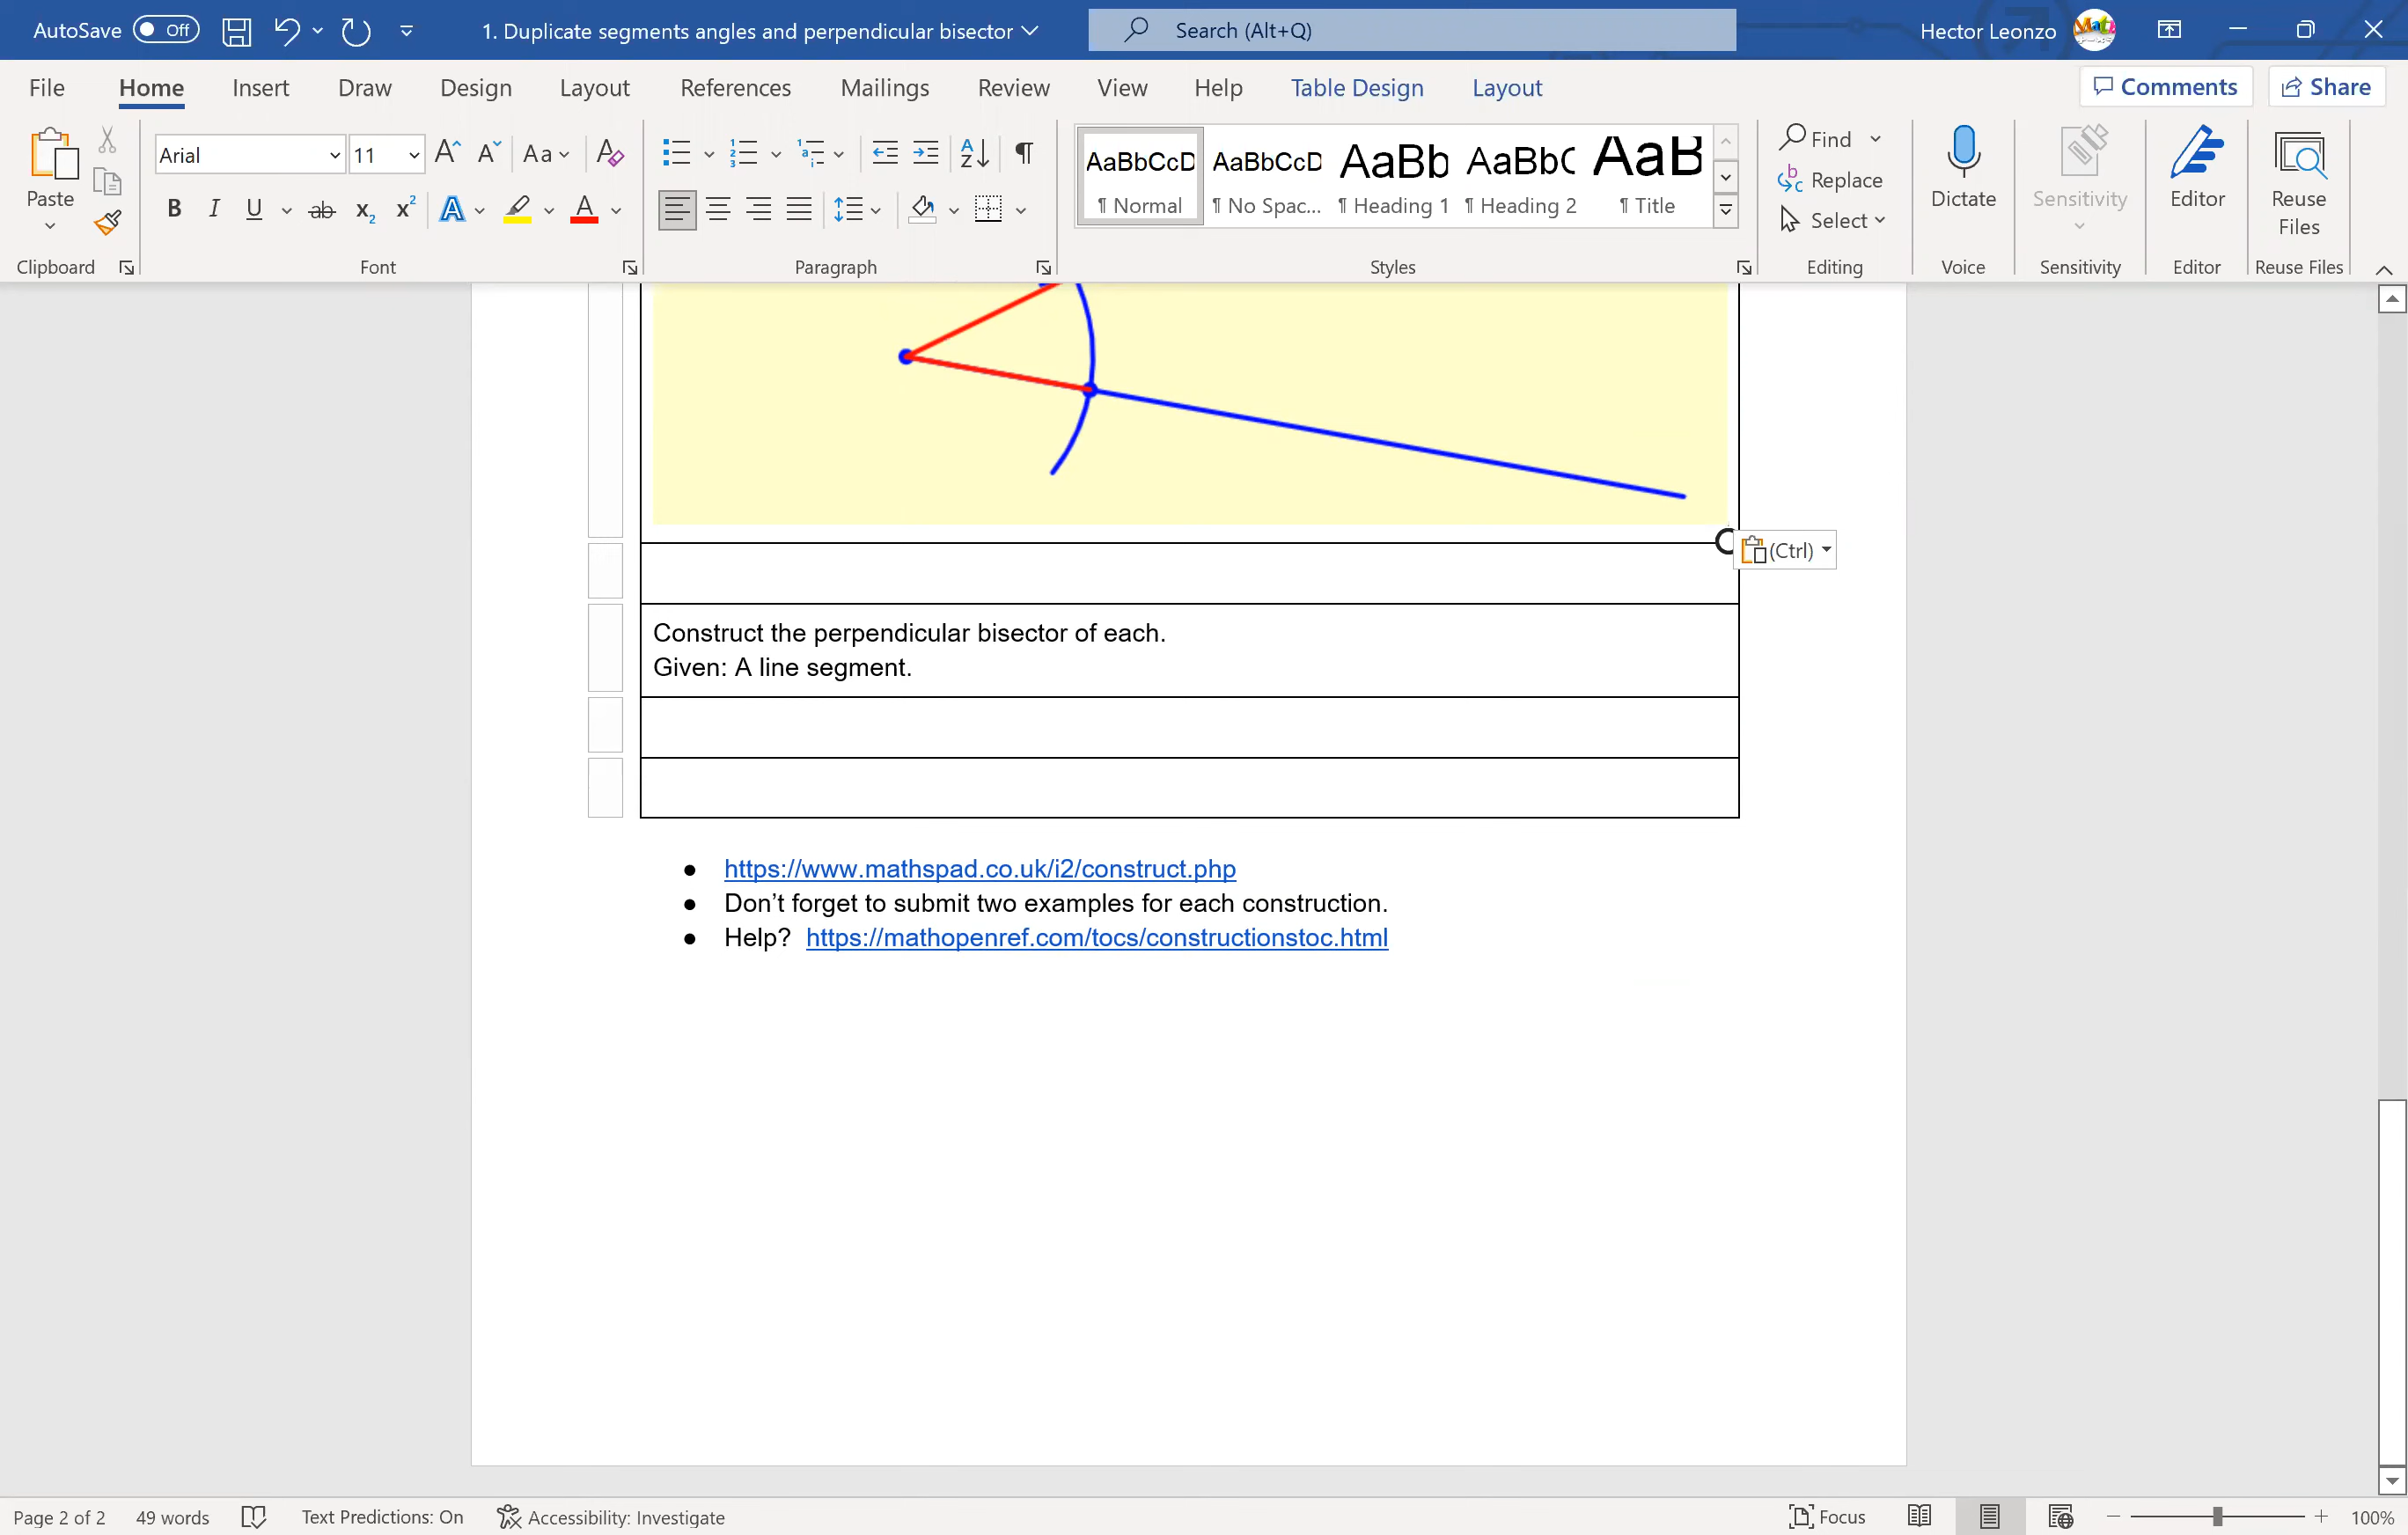 AutoSave Off 1. Duplicate segments angles and perpendicular bisector Search (Alt+Q) Hector Leonzo
File Home Insert Draw Design Layout References Mailings Review View Help Table Design Layout Comments Share
Paste
Clipboard
Arial 11
Font
Paragraph
AaBbCcD AaBbCcD AaBb AaBbC AaB
¶ Normal ¶ No Spac... ¶ Heading 1 ¶ Heading 2 ¶ Title
Styles
Find
Replace
Select
Editing
Dictate
Voice
Sensitivity
Sensitivity
Editor
Editor
Reuse
Files
Reuse Files
(Ctrl)
Construct the perpendicular bisector of each.
Given: A line segment.
● https://www.mathspad.co.uk/i2/construct.php
● Don’t forget to submit two examples for each construction.
● Help? https://mathopenref.com/tocs/constructionstoc.html
Page 2 of 2 49 words Text Predictions: On Accessibility: Investigate Focus 100%